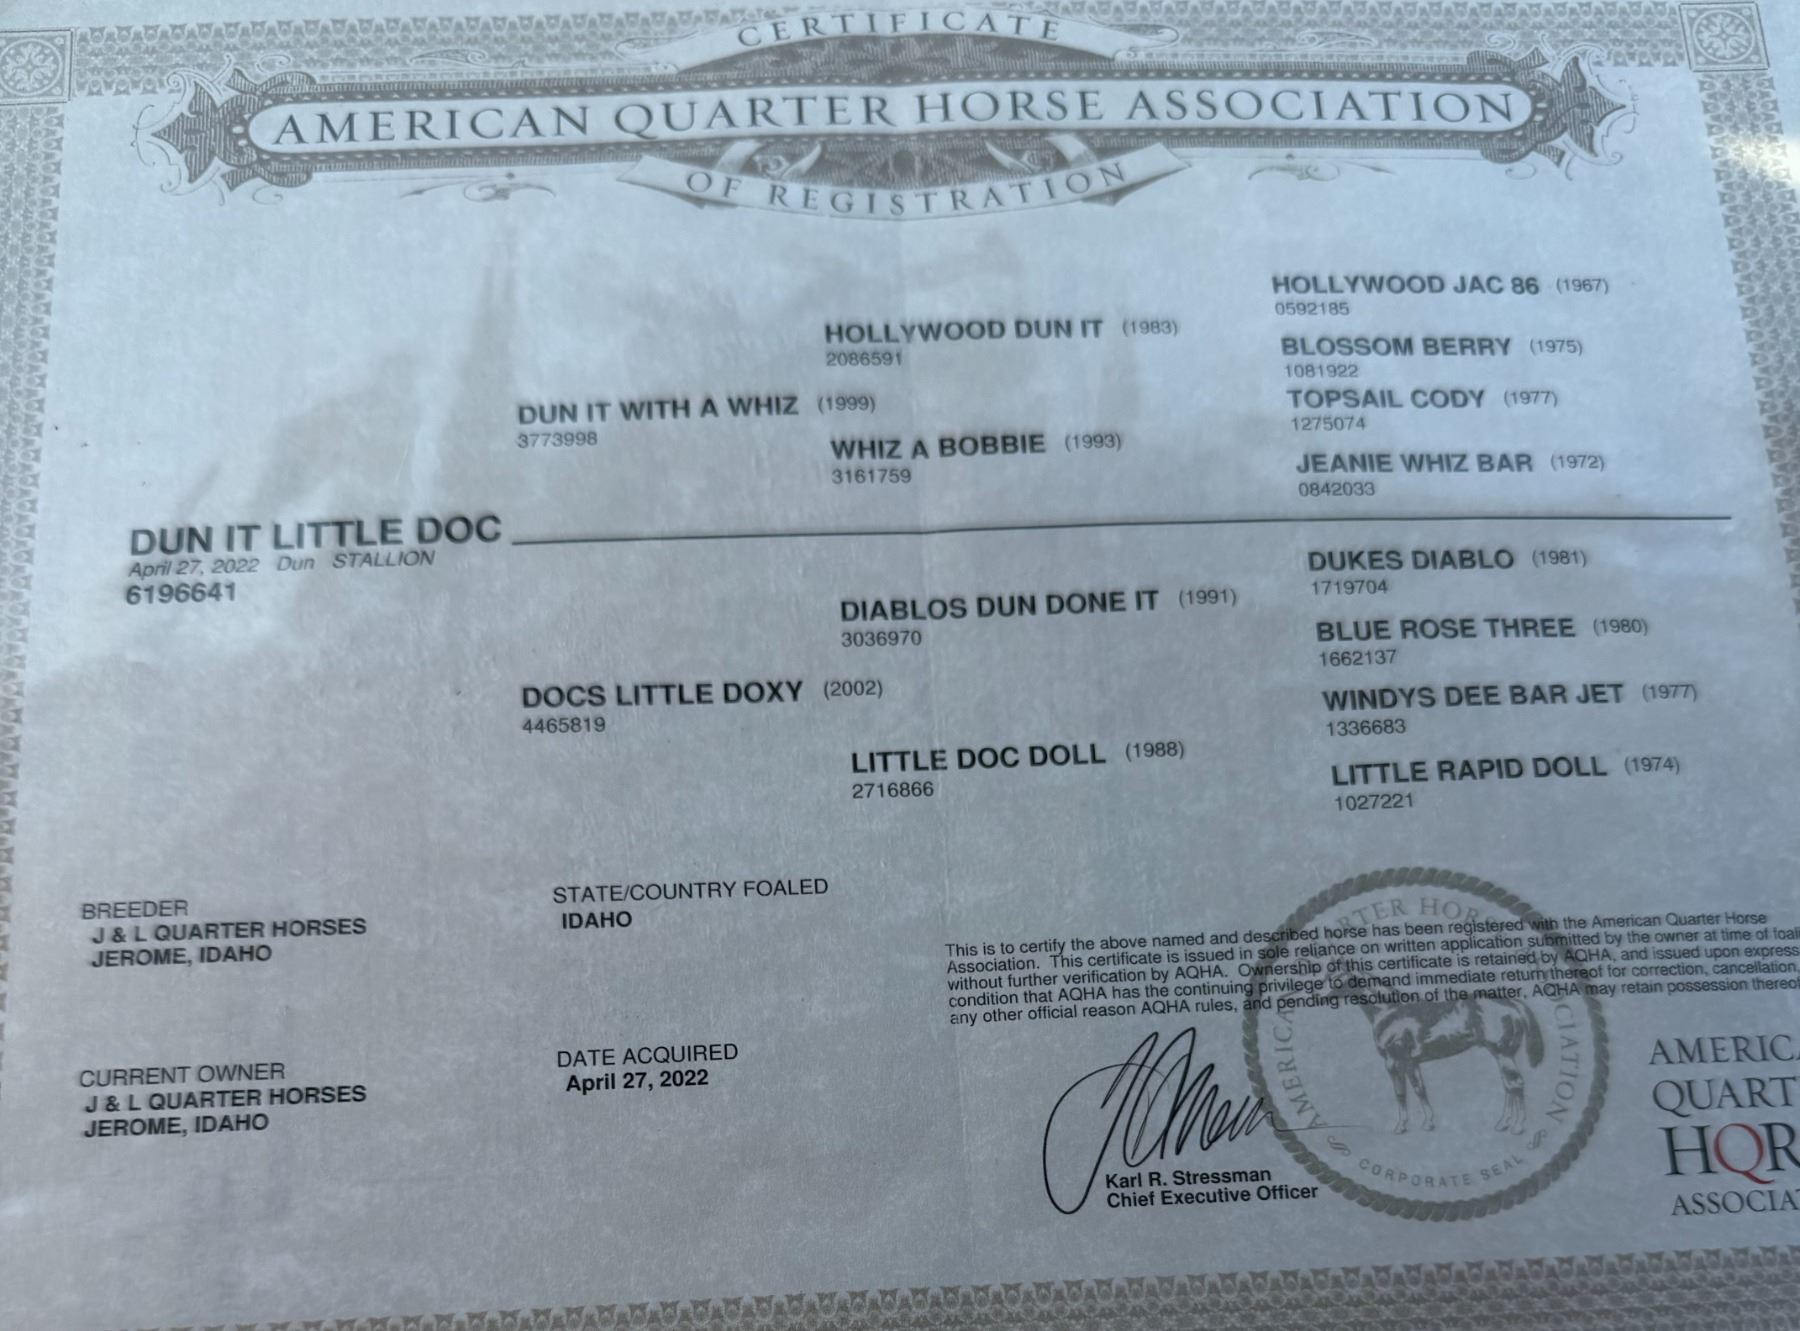 CERTIFICATE
AMERICAN QUARTER HORSE ASSOCIATION
OF REGISTRATION
HOLLYWOOD JAC 86 (1967)
0592185
HOLLYWOOD DUN IT (1983)
2086591
BLOSSOM BERRY (1975)
1081922
DUN IT WITH A WHIZ (1999)
3773998
TOPSAIL CODY (1977)
1275074
WHIZ A BOBBIE (1993)
3161759
JEANIE WHIZ BAR (1972)
0842033
DUN IT LITTLE DOC
April 27, 2022 Dun STALLION
6196641
DUKES DIABLO (1981)
1719704
DIABLOS DUN DONE IT (1991)
3036970
BLUE ROSE THREE (1980)
1662137
DOCS LITTLE DOXY (2002)
4465819
WINDYS DEE BAR JET (1977)
1336683
LITTLE DOC DOLL (1988)
2716866
LITTLE RAPID DOLL (1974)
1027221
BREEDER
J & L QUARTER HORSES
JEROME, IDAHO
STATE/COUNTRY FOALED
IDAHO
This is to certify the above named and described horse has been registered with the American Quarter Horse
Association. This certificate is issued in sole reliance on written application submitted by the owner at time of foali
without further verification by AQHA. Ownership of this certificate is retained by AQHA, and issued upon express
condition that AQHA has the continuing privilege to demand immediate return thereof for correction, cancellation,
any other official reason AQHA rules, and pending resolution of the matter, AQHA may retain possession thereof
CURRENT OWNER
J & L QUARTER HORSES
JEROME, IDAHO
DATE ACQUIRED
April 27, 2022
Karl R. Stressman
Chief Executive Officer
CORPORATE SEAL
AMERICA
QUART
HQR
ASSOCIA